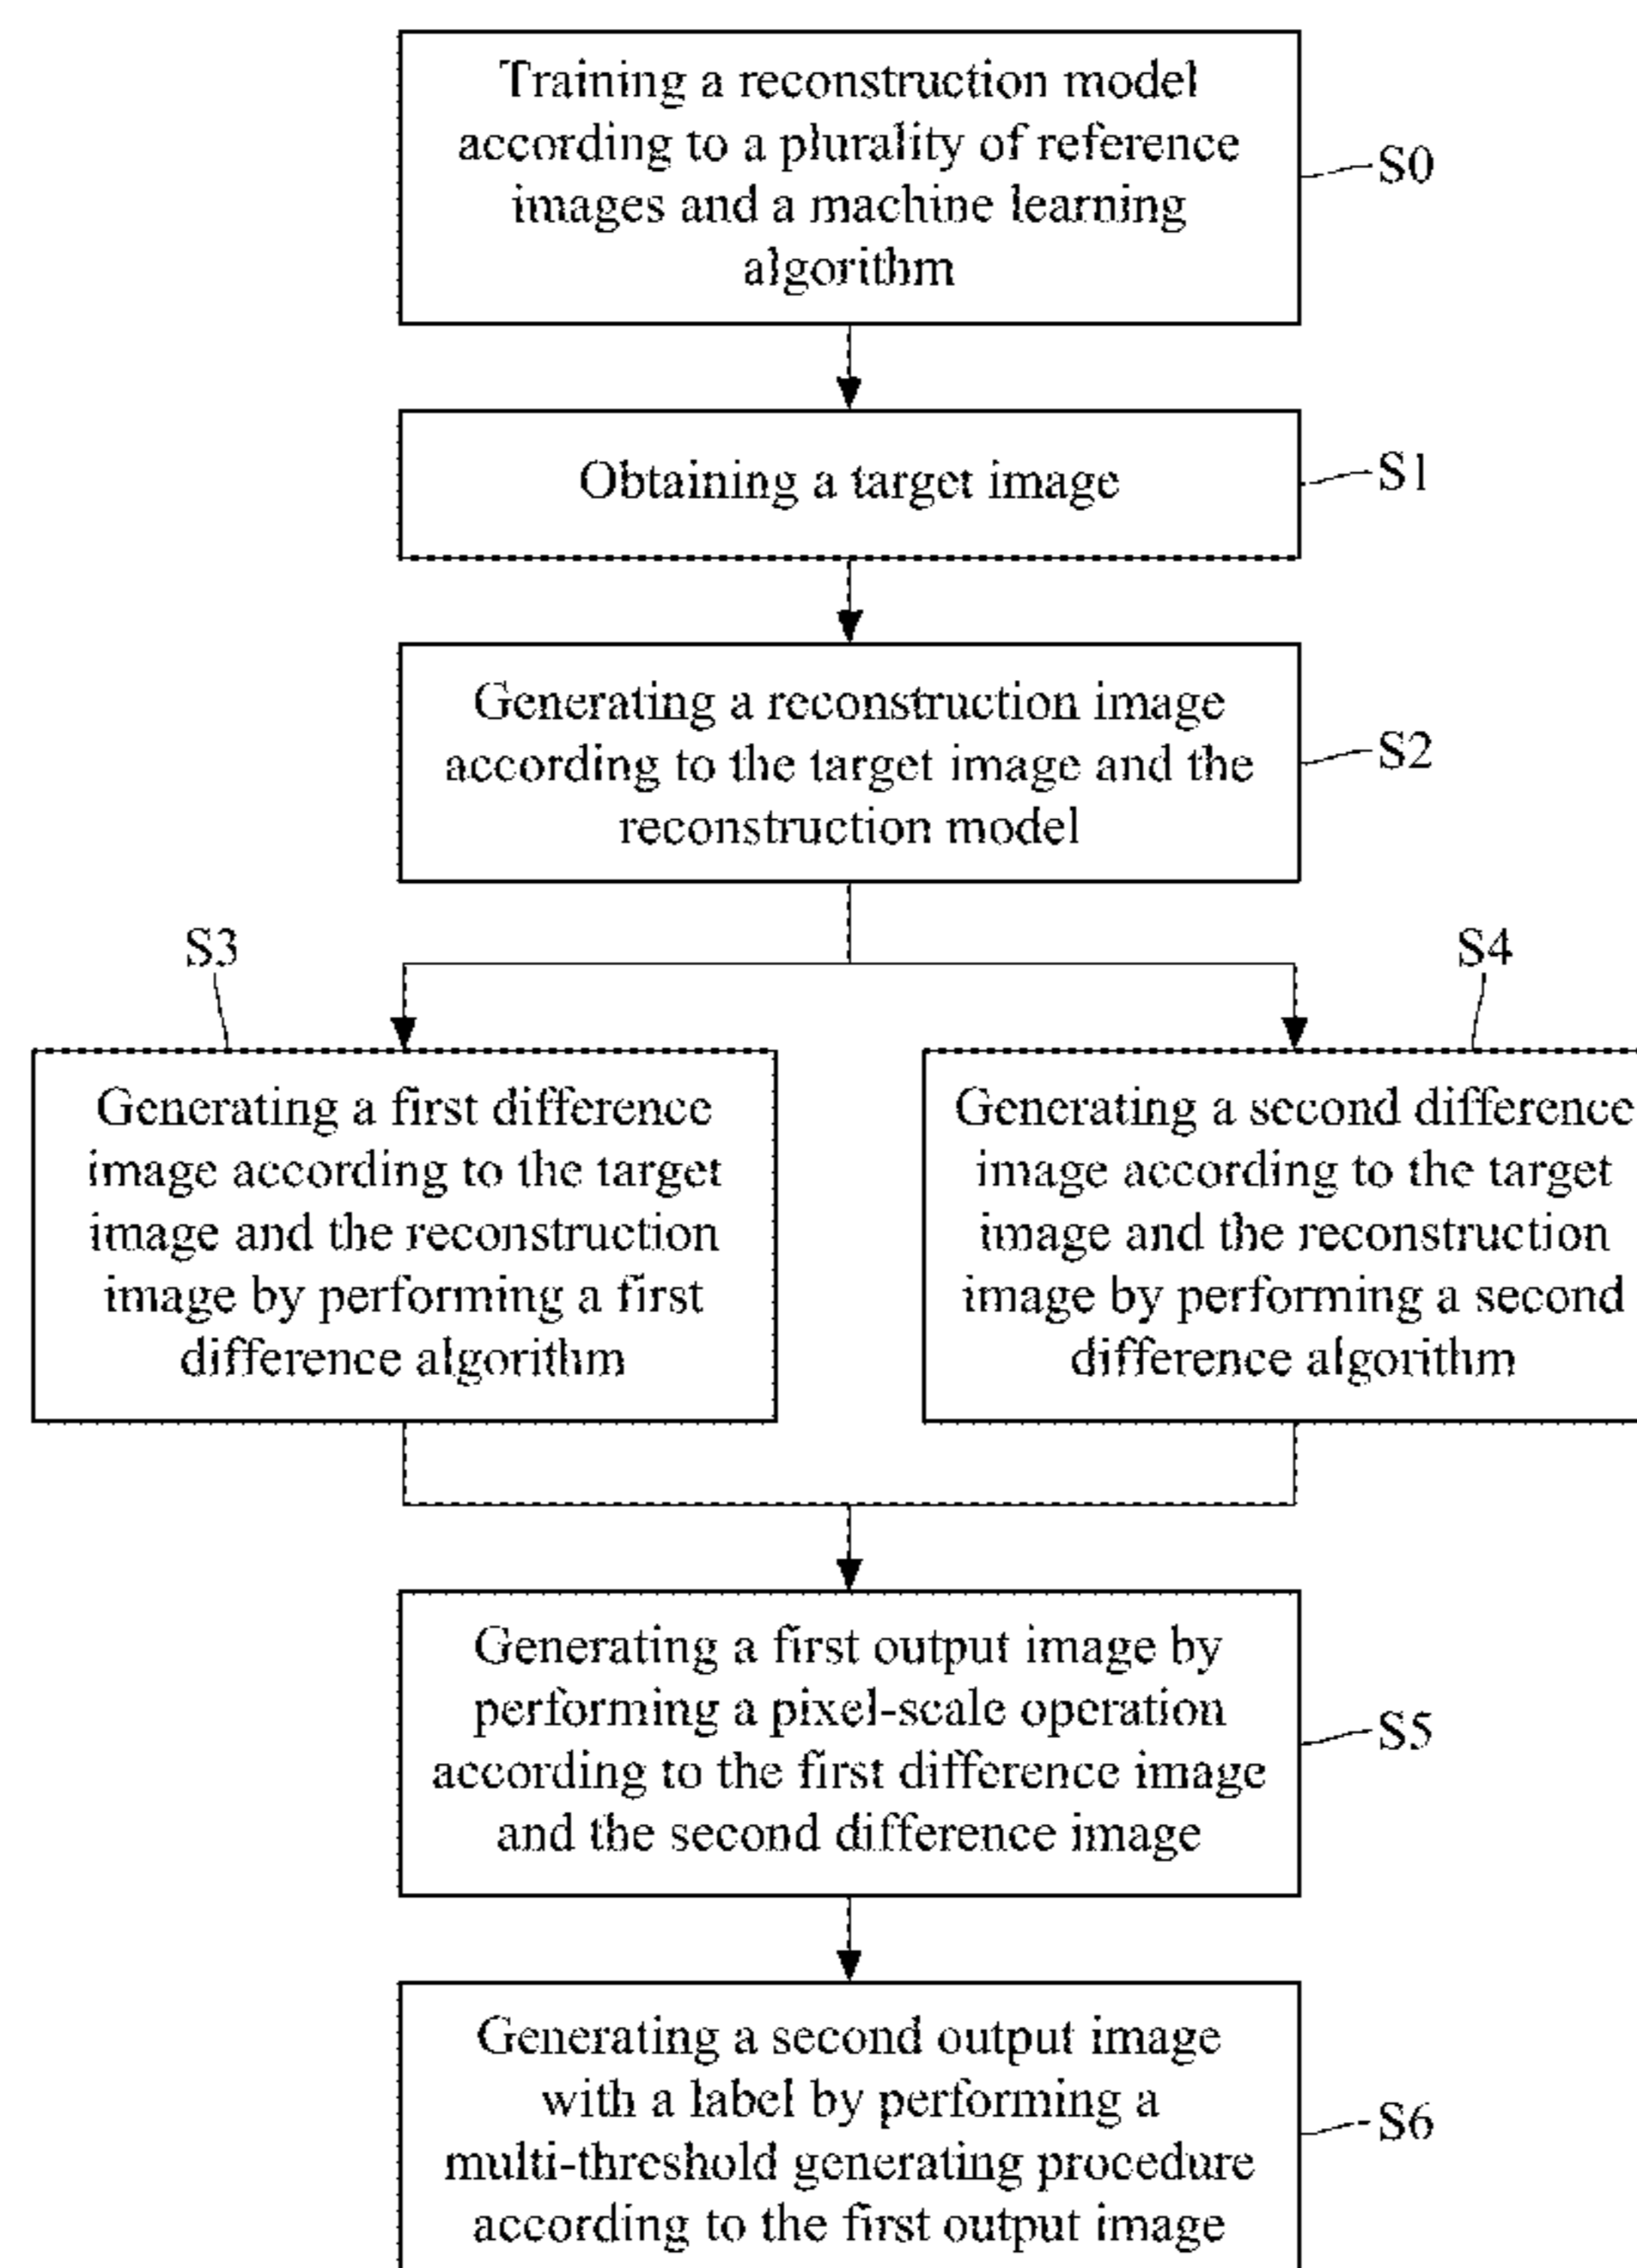 Training a reconstruction model
according to a plurality of reference
images and a machine learning
algorithm
S0
Obtaining a target image
S1
Generating a reconstruction image
according to the target image and the
reconstruction model
S2
S3
Generating a first difference
image according to the target
image and the reconstruction
image by performing a first
difference algorithm
S4
Generating a second difference
image according to the target
image and the reconstruction
image by performing a second
difference algorithm
Generating a first output image by
performing a pixel-scale operation
according to the first difference image
and the second difference image
S5
Generating a second output image
with a label by performing a
multi-threshold generating procedure
according to the first output image
S6